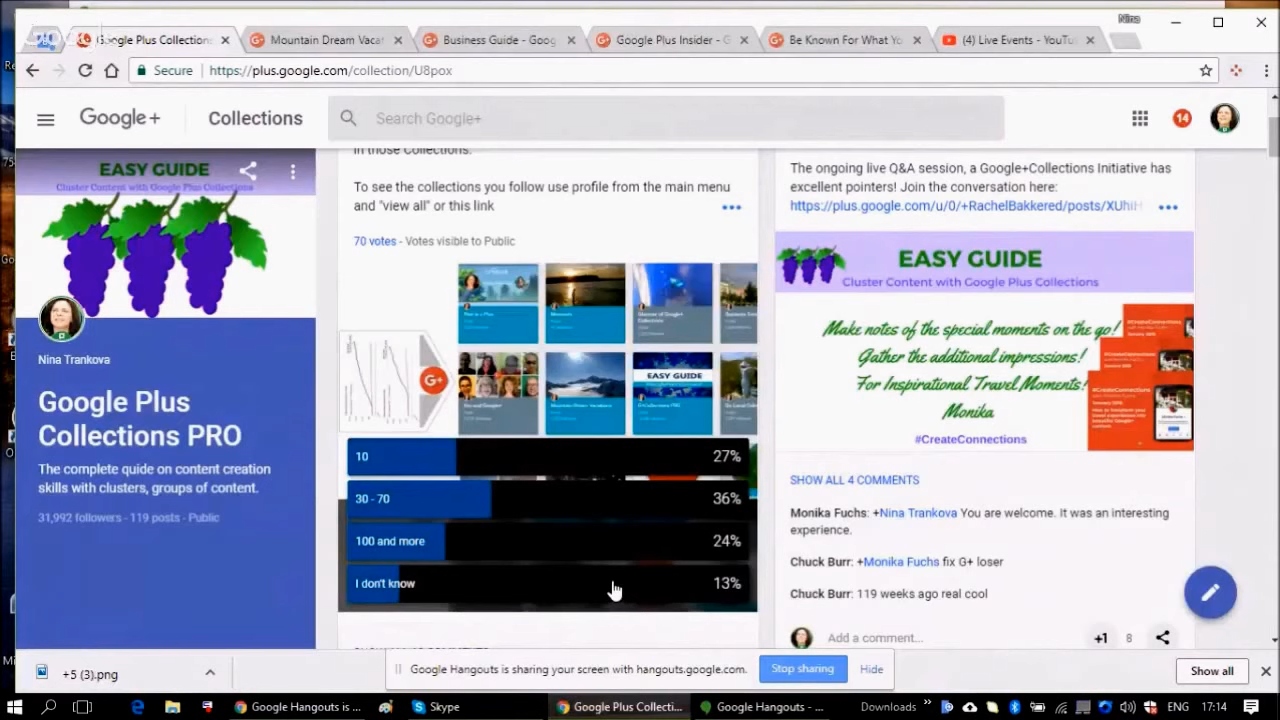 Nina
Google Plus Collections
Mountain Dream Vaca
Business Guide - Goog
Google Plus Insider - G
Be Known For What Yo
(4) Live Events - YouTu
Secure
https://plus.google.com/collection/U8pox
Google+
Collections
Search Google+
14
EASY GUIDE
Cluster Content with Google Plus Collections
Nina Trankova
Google Plus
Collections PRO
The complete quide on content creation
skills with clusters, groups of content.
31,992 followers - 119 posts - Public
in those Collections.
To see the collections you follow use profile from the main menu
and "view all" or this link
70 votes - Votes visible to Public
EASY GUIDE
10 27%
30 - 70 36%
100 and more 24%
I don't know 13%
The ongoing live Q&A session, a Google+Collections Initiative has
excellent pointers! Join the conversation here:
https://plus.google.com/u/0/+RachelBakkered/posts/XUhiH
EASY GUIDE
Cluster Content with Google Plus Collections
Make notes of the special moments on the go!
Gather the additional impressions!
For Inspirational Travel Moments!
Monika
#CreateConnections
SHOW ALL 4 COMMENTS
Monika Fuchs: +Nina Trankova You are welcome. It was an interesting
experience.
Chuck Burr: +Monika Fuchs fix G+ loser
Chuck Burr: 119 weeks ago real cool
Add a comment...
+1 8
+5 (3).png
Google Hangouts is sharing your screen with hangouts.google.com.
Stop sharing
Hide
Show all
Google Hangouts is ...
Skype
Google Plus Collecti...
Google Hangouts - ...
Downloads
ENG
17:14